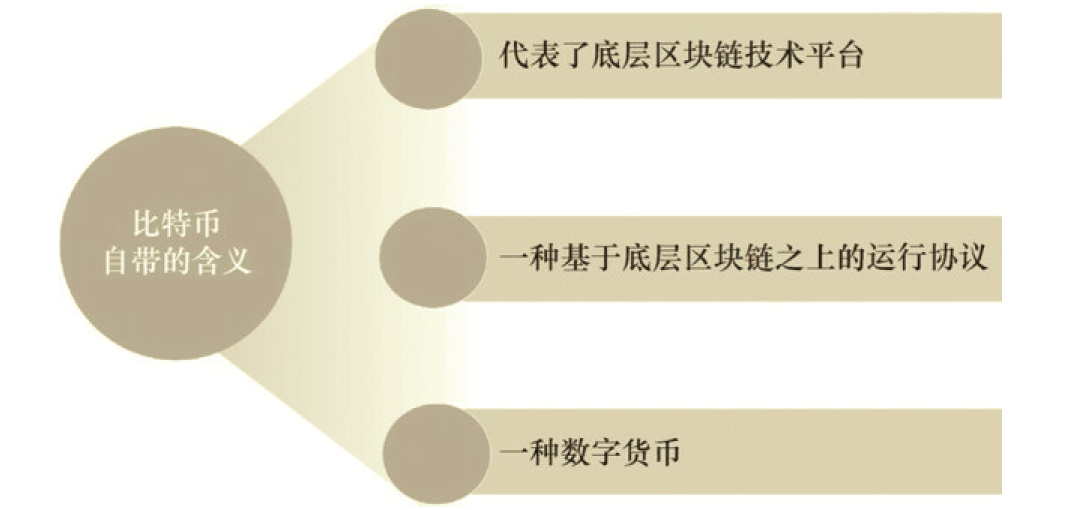 代表了底层区块链技术平台
比特币
自带的含义
一种基于底层区块链之上的运行协议
一种数字货币